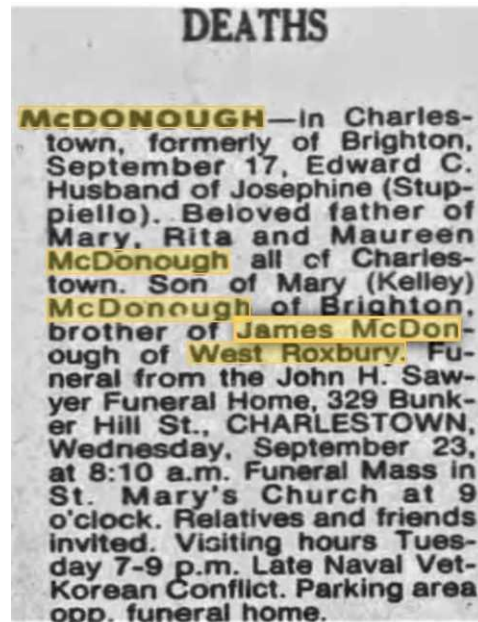 DEATHS
McDONOUGH—In Charles-
town, formerly of Brighton,
September 17, Edward C.
Husband of Josephine (Stup-
piello). Beloved father of
Mary, Rita and Maureen
McDonough all of Charles-
town. Son of Mary (Kelley)
McDonough of Brighton,
brother of James McDon-
ough of West Roxbury. Fu-
neral from the John H. Saw-
yer Funeral Home, 329 Bunk-
er Hill St., CHARLESTOWN,
Wednesday, September 23,
at 8:10 a.m. Funeral Mass in
St. Mary's Church at 9
o'clock. Relatives and friends
invited. Visiting hours Tues-
day 7-9 p.m. Late Naval Vet-
Korean Conflict. Parking area
opp. funeral home.